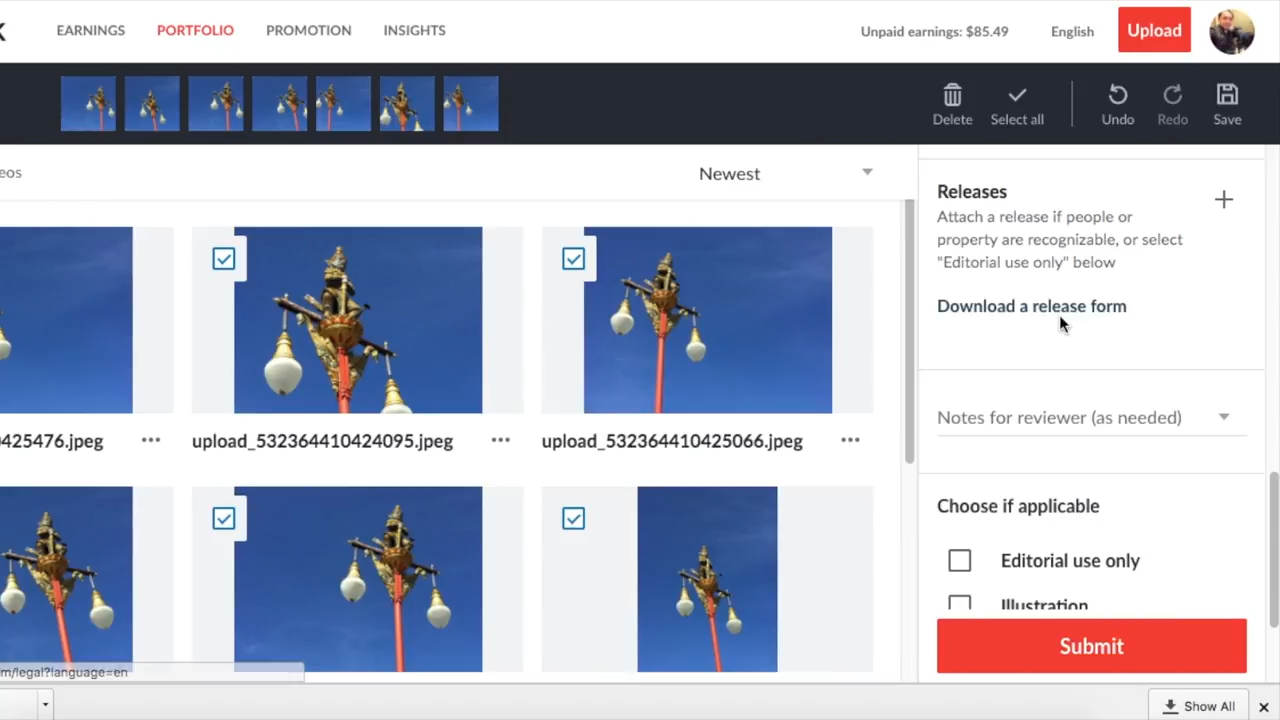 EARNINGS PORTFOLIO PROMOTION INSIGHTS Unpaid earnings: $85.49 English Upload
Delete Select all Undo Redo Save
eos Newest
Releases
Attach a release if people or
property are recognizable, or select
"Editorial use only" below
Download a release form
425476.jpeg upload_532364410424095.jpeg upload_532364410425066.jpeg
Notes for reviewer (as needed)
Choose if applicable
Editorial use only
Illustration
Submit
m/legal?language=en
Show All